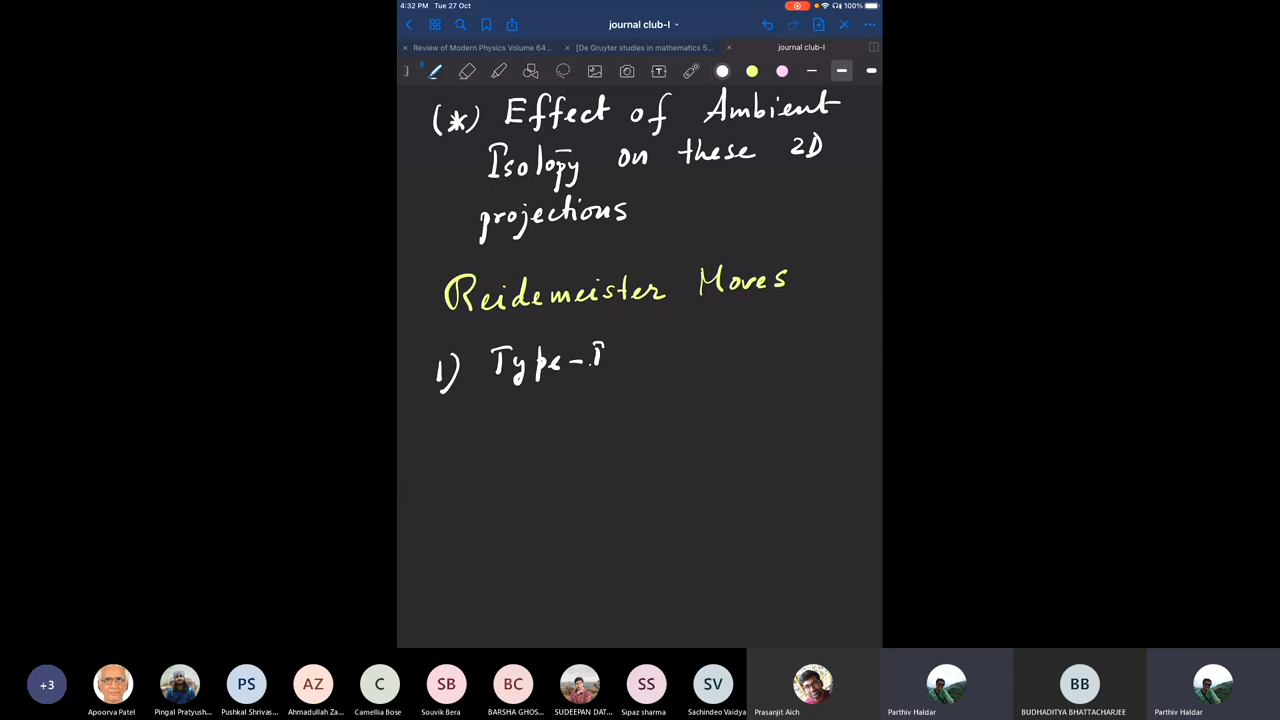 4:32 PM Tue 27 Oct
100%
journal club-I
Review of Modern Physics Volume 64...
[De Gruyter studies in mathematics 5...
journal club-I
(*) Effect of Ambient
Isotopy on these 2D
projections
Reidemeister Moves
1) Type-I
+3
PS
AZ
C
SB
BC
SS
SV
BB
Apoorva Patel
Pingal Pratyush...
Pushkal Shrivas...
Ahmadullah Za...
Camellia Bose
Souvik Bera
BARSHA GHOS...
SUDEEPAN DAT...
Sipaz sharma
Sachindeo Vaidya
Prasanjit Aich
Parthiv Haldar
BUDHADITYA BHATTACHARJEE
Parthiv Haldar